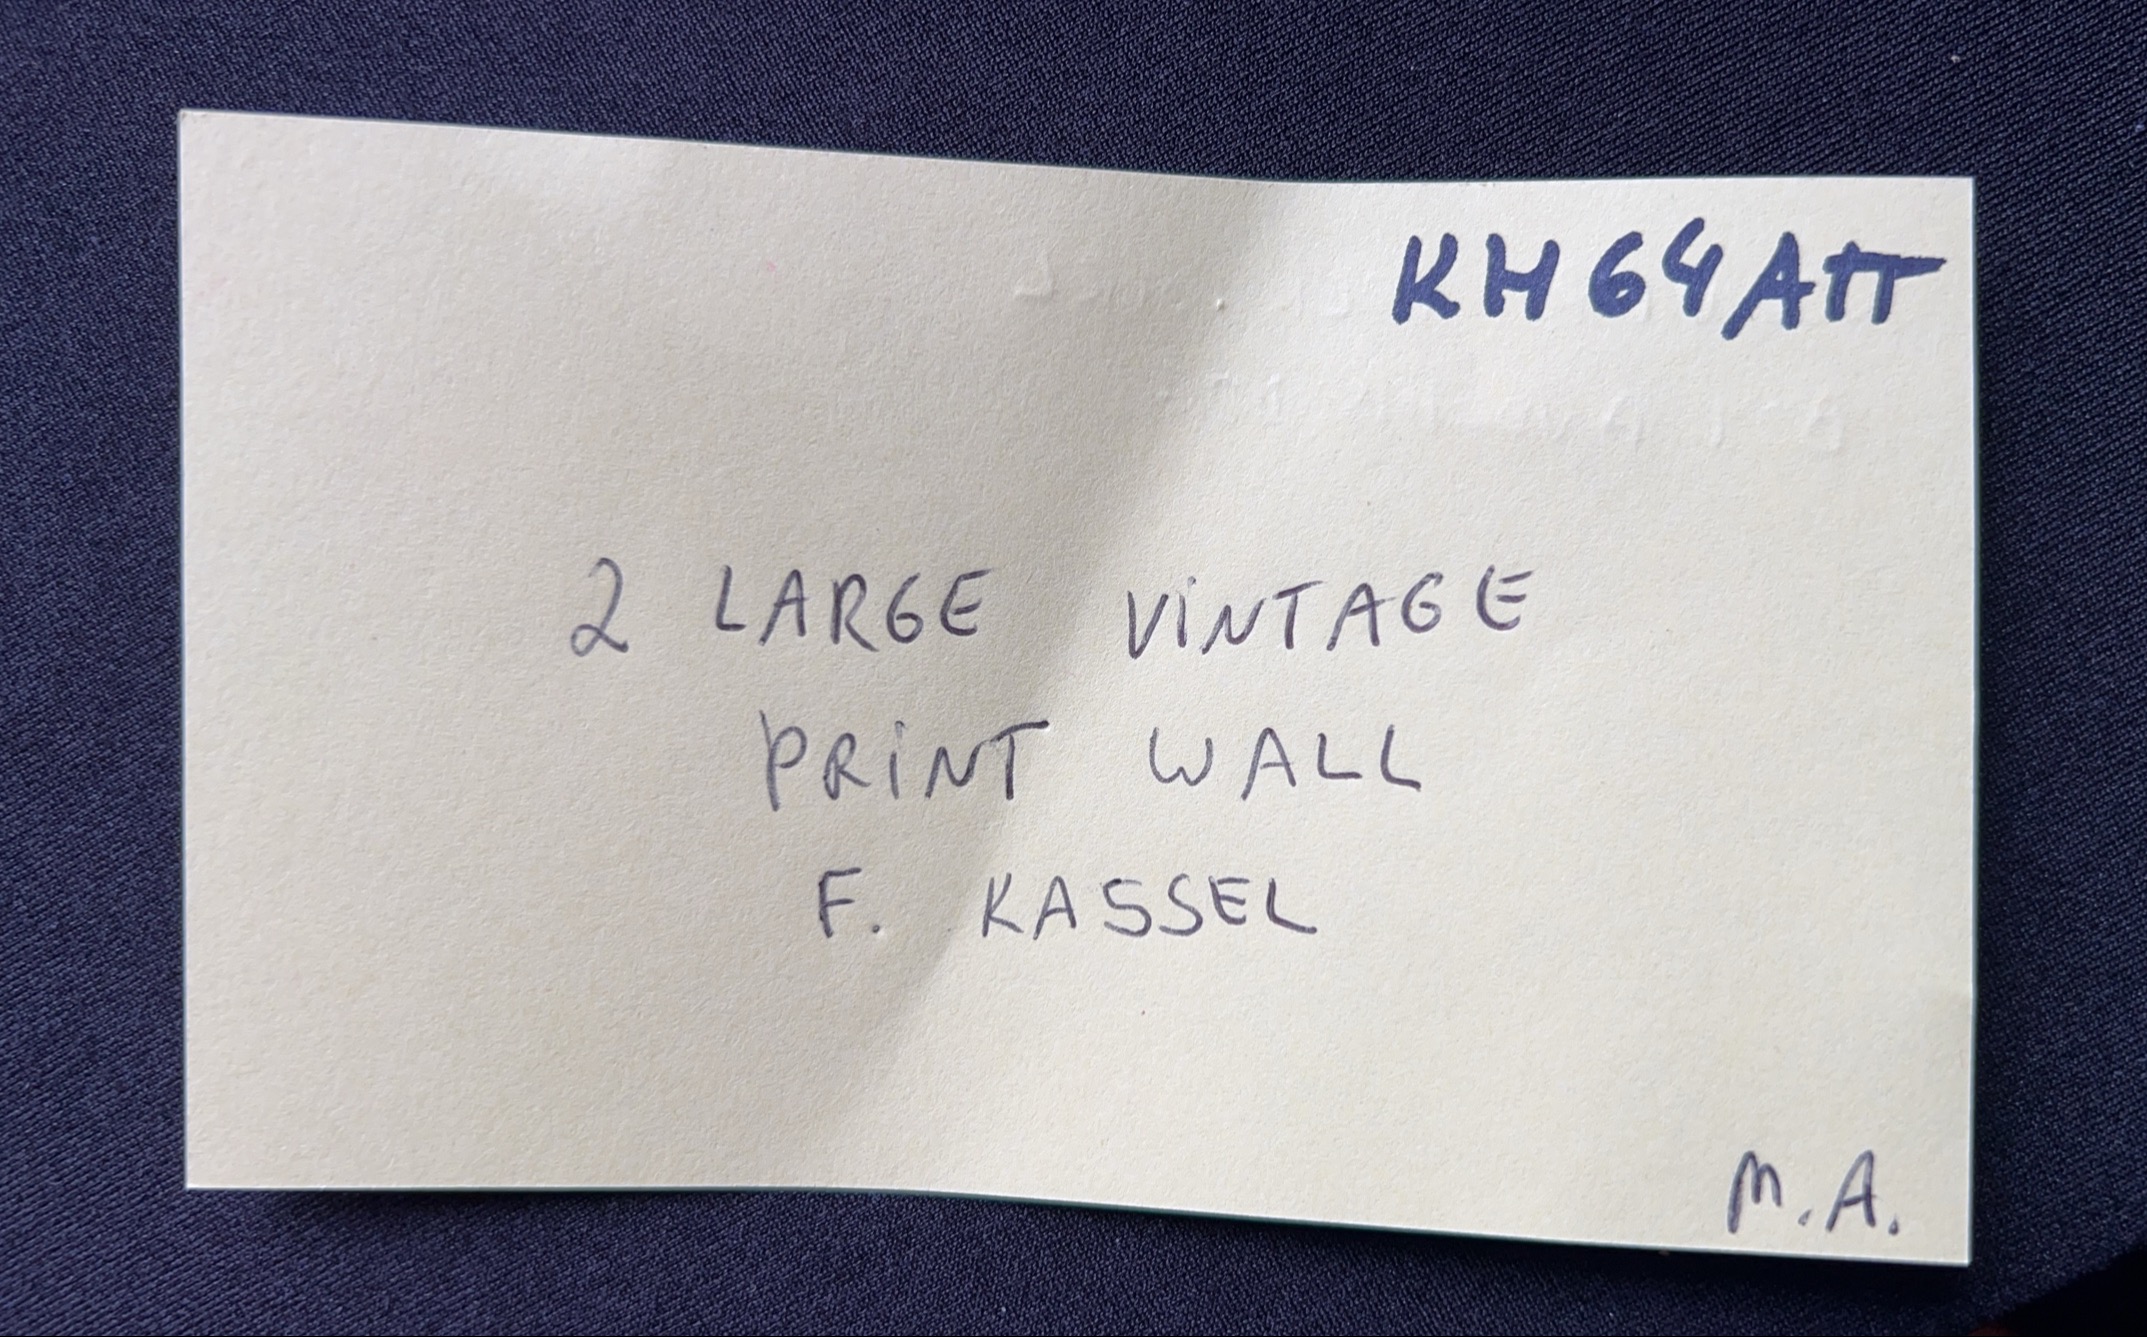 KH64ATT
2 LARGE VINTAGE
PRINT WALL
F. KASSEL
M.A.